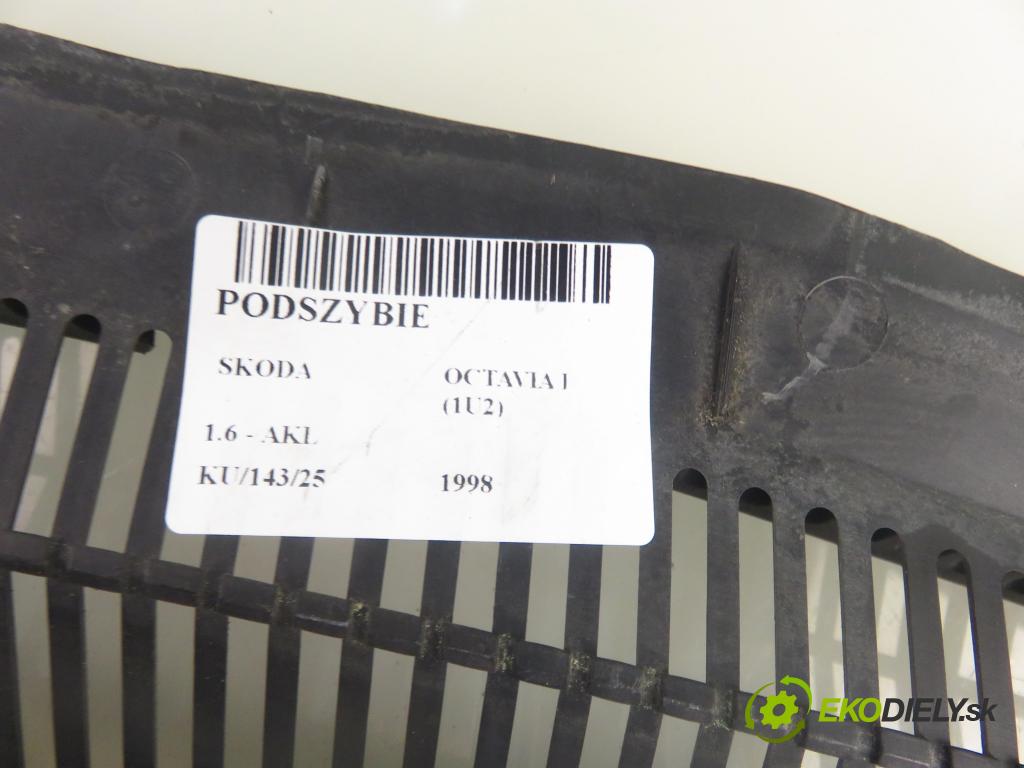 PODSZYBIE
SKODA
OCTAVIA I
(1U2)
1.6 - AKL
KU/143/25
1998
EKODIELY.sk